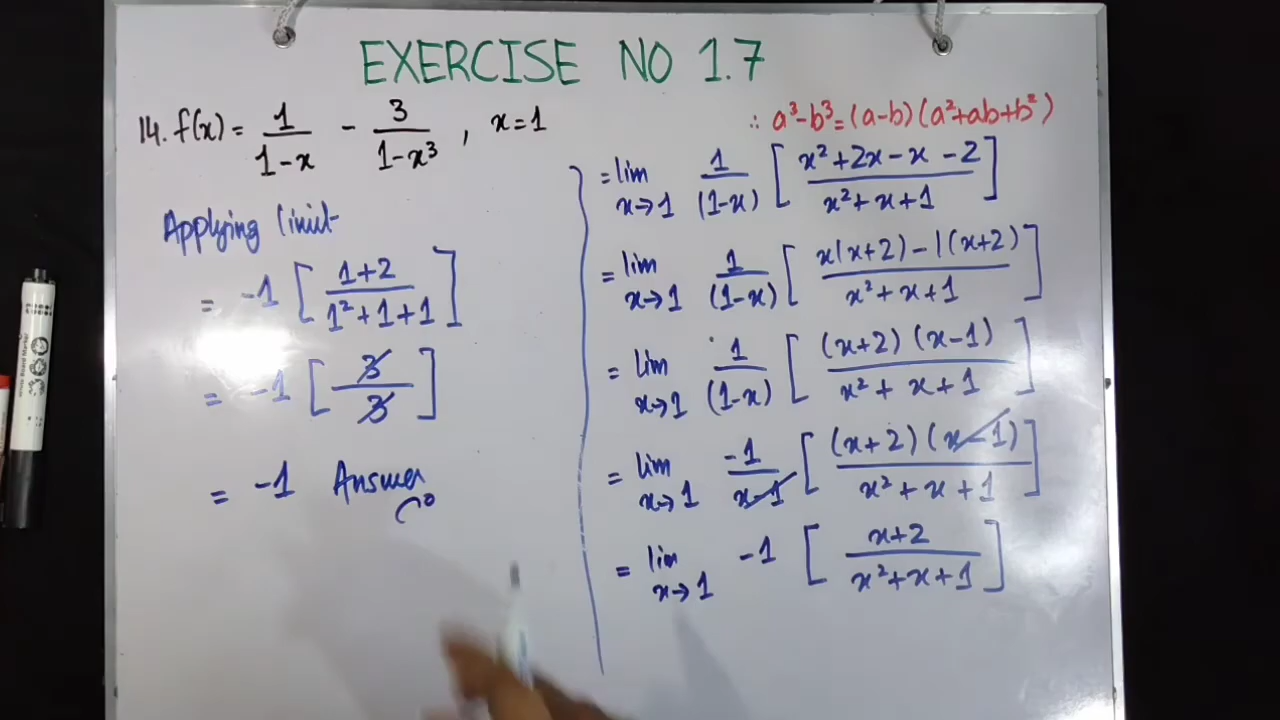 EXERCISE NO 1.7
14. f(x) = 1/(1-x) - 3/(1-x³) , x=1
Applying limit
= -1 [ (1+2)/(1²+1+1) ]
= -1 [ 3/3 ]
= -1 Answer
∴ a³-b³=(a-b)(a²+ab+b²)
= lim x→1 1/(1-x) [ (x²+2x-x-2)/(x²+x+1) ]
= lim x→1 1/(1-x) [ (x(x+2)-1(x+2))/(x²+x+1) ]
= lim x→1 1/(1-x) [ (x+2)(x-1)/(x²+x+1) ]
= lim x→1 -1/(x-1) [ (x+2)(x-1)/(x²+x+1) ]
= lim x→1 -1 [ (x+2)/(x²+x+1) ]